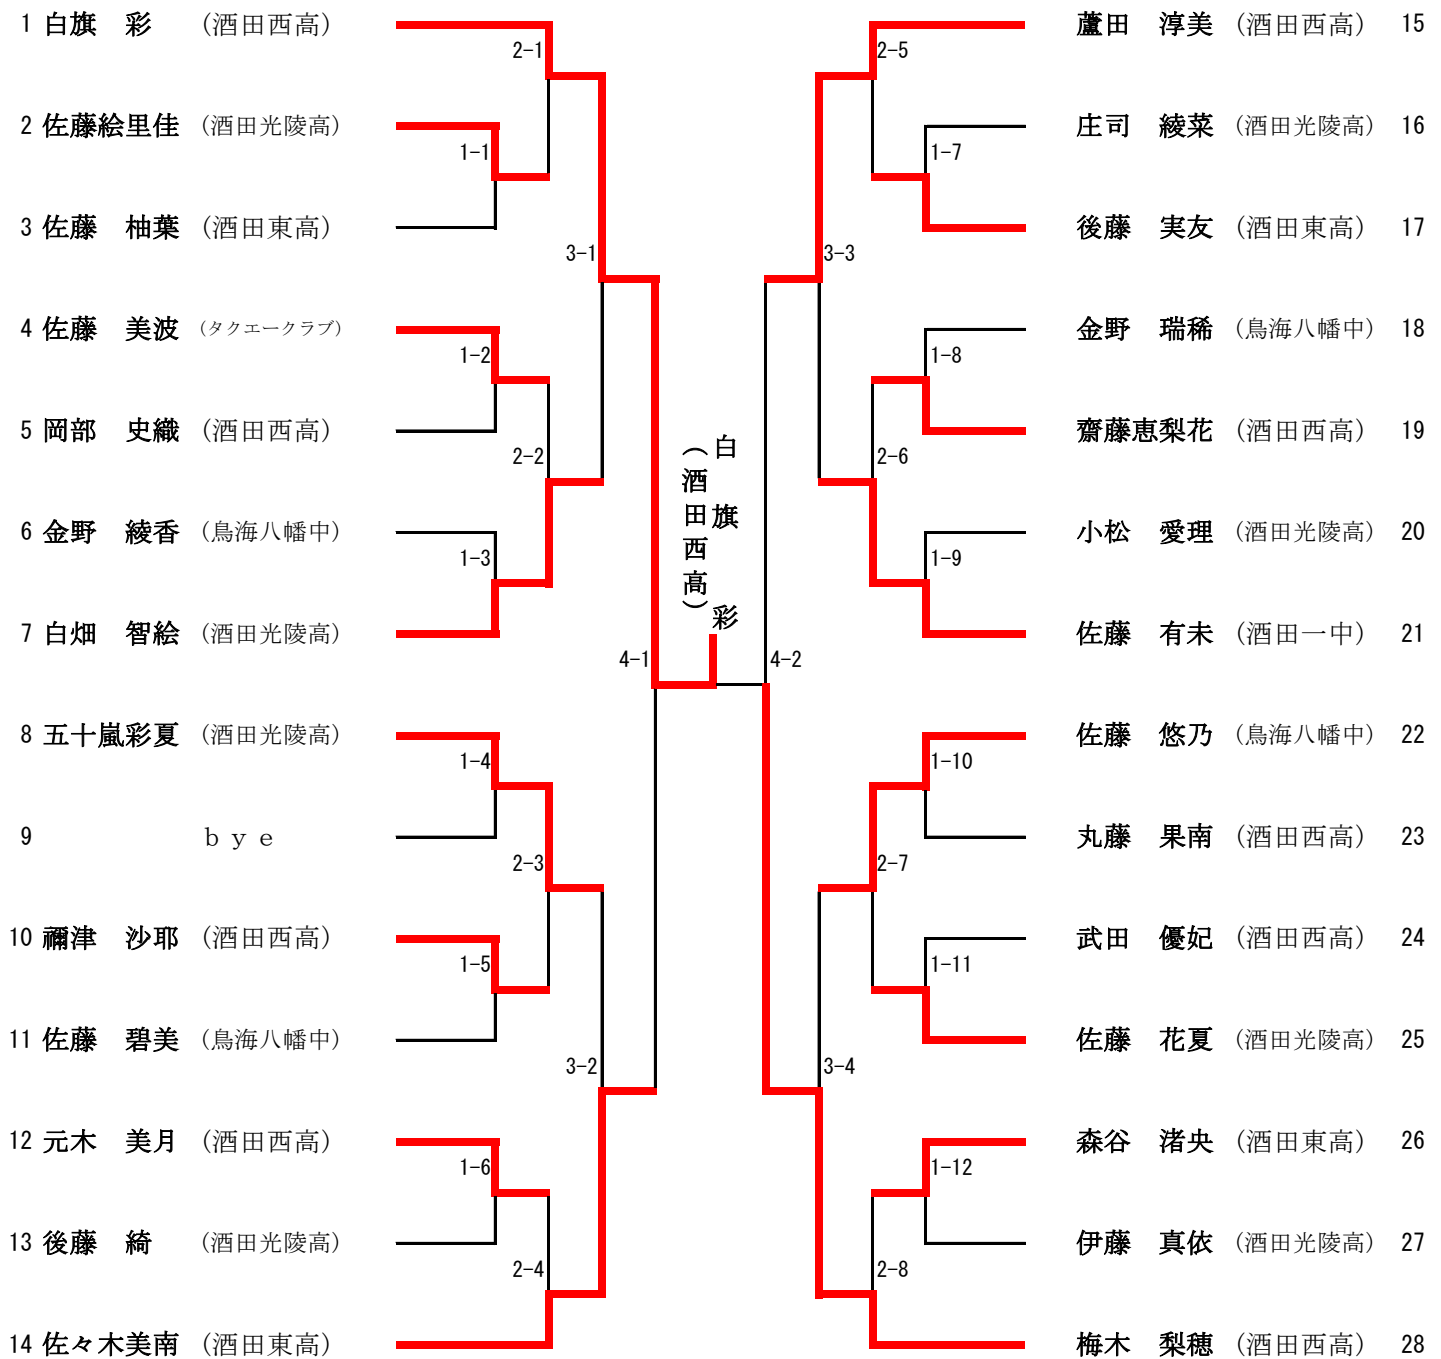 1 白旗 彩 (酒田西高)
2-1
2 佐藤絵里佳 (酒田光陵高)
1-1
3 佐藤 柚葉 (酒田東高)
3-1
4 佐藤 美波 (タクエークラブ)
1-2
5 岡部 史織 (酒田西高)
2-2
6 金野 綾香 (鳥海八幡中)
1-3
7 白畑 智絵 (酒田光陵高)
4-1
8 五十嵐彩夏 (酒田光陵高)
1-4
9 ｂｙｅ
2-3
10 禰津 沙耶 (酒田西高)
1-5
11 佐藤 碧美 (鳥海八幡中)
3-2
12 元木 美月 (酒田西高)
1-6
13 後藤 綺 (酒田光陵高)
2-4
14 佐々木美南 (酒田東高)
白旗 彩
(酒田西高)
蘆田 淳美 (酒田西高) 15
2-5
庄司 綾菜 (酒田光陵高) 16
1-7
後藤 実友 (酒田東高) 17
3-3
金野 瑞稀 (鳥海八幡中) 18
1-8
齋藤恵梨花 (酒田西高) 19
2-6
小松 愛理 (酒田光陵高) 20
1-9
佐藤 有未 (酒田一中) 21
4-2
佐藤 悠乃 (鳥海八幡中) 22
1-10
丸藤 果南 (酒田西高) 23
2-7
武田 優妃 (酒田西高) 24
1-11
佐藤 花夏 (酒田光陵高) 25
3-4
森谷 渚央 (酒田東高) 26
1-12
伊藤 真依 (酒田光陵高) 27
2-8
梅木 梨穂 (酒田西高) 28